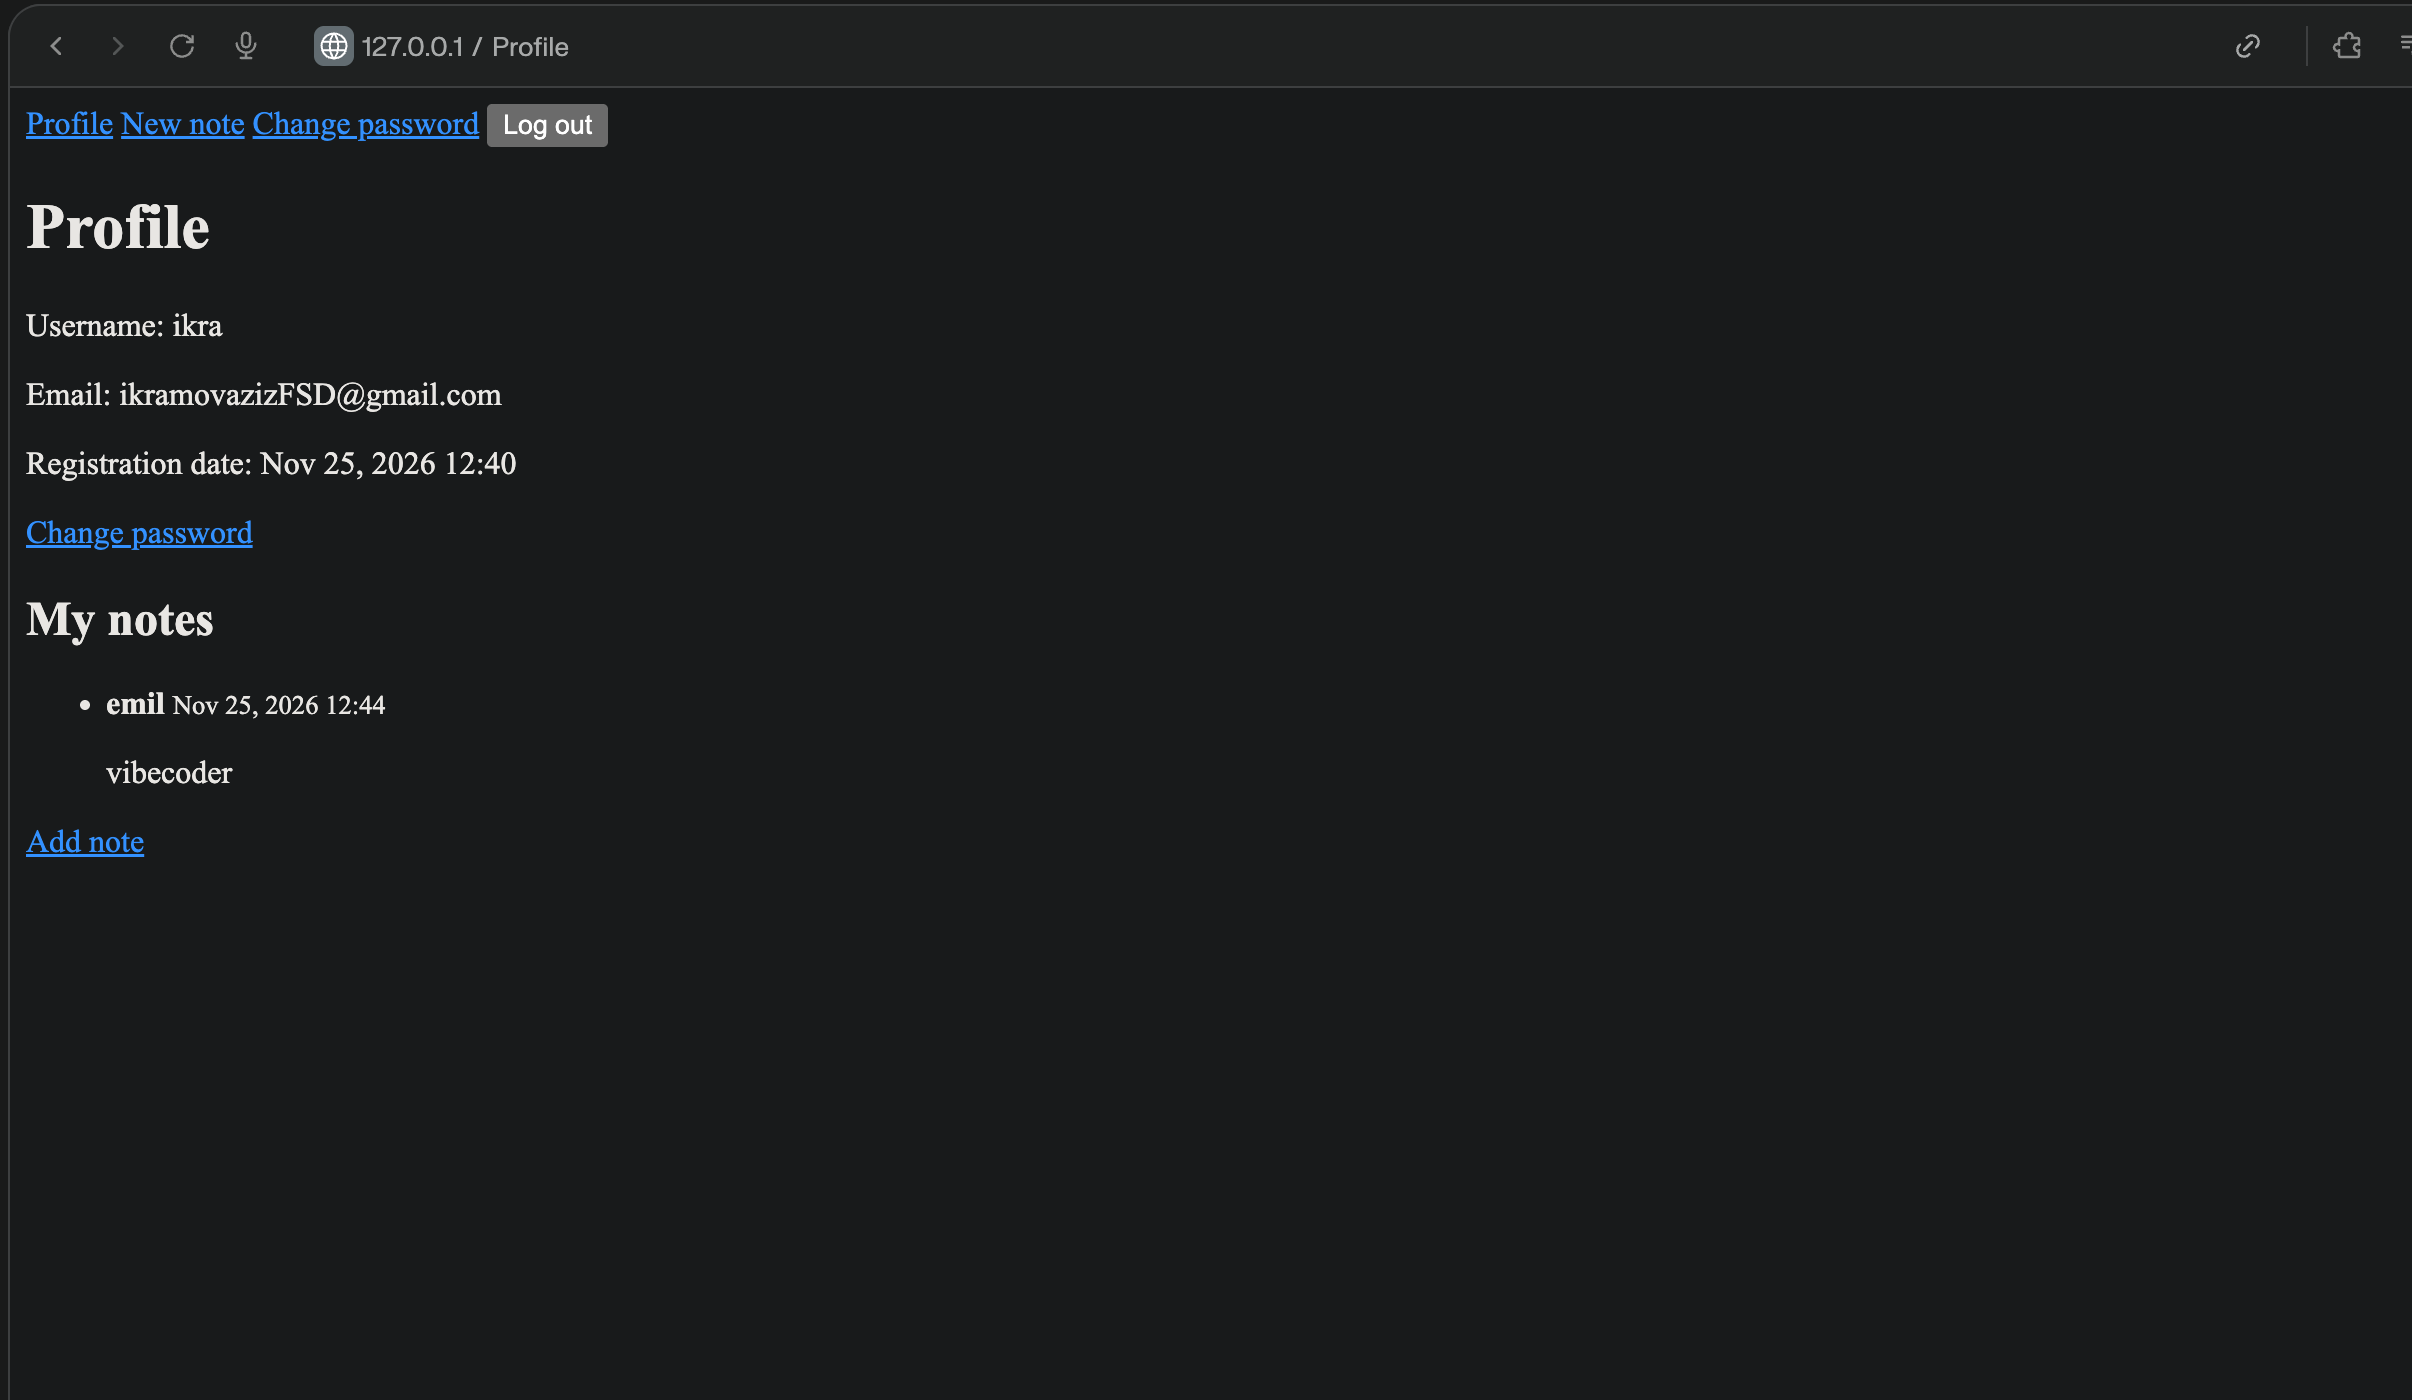 127.0.0.1 / Profile
Profile New note Change password Log out
Profile
Username: ikra
Email: ikramovazizFSD@gmail.com
Registration date: Nov 25, 2026 12:40
Change password
My notes
emil Nov 25, 2026 12:44
vibecoder
Add note